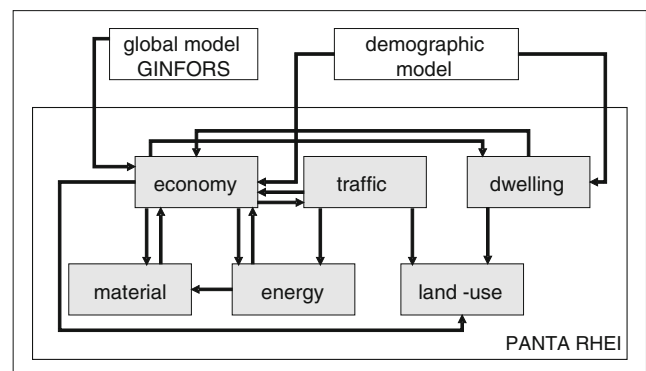 global model
GINFORS
demographic
model
economy
traffic
dwelling
material
energy
land -use
PANTA RHEI